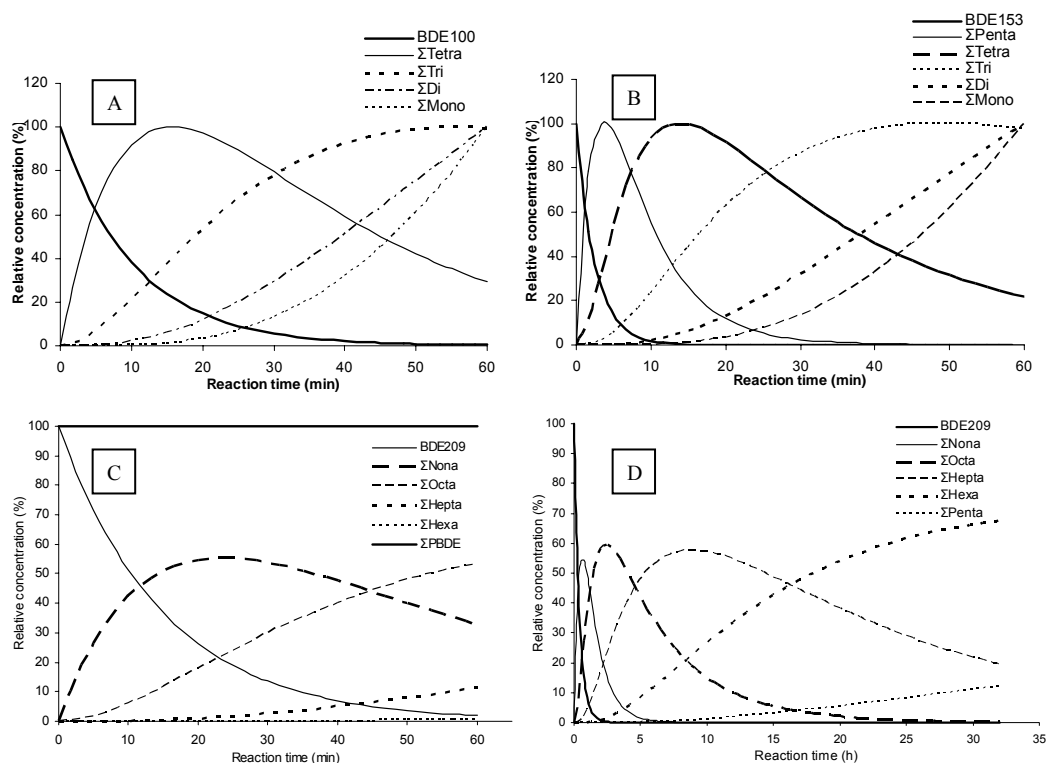 BDE100
ΣTetra
ΣTri
ΣDi
ΣMono
A
120
100
80
60
40
20
0
Relative concentration (%)
0 10 20 30 40 50 60
Reaction time (min)
BDE153
ΣPenta
ΣTetra
ΣTri
ΣDi
ΣMono
B
120
100
80
60
40
20
0
Relative concentration (%)
0 10 20 30 40 50 60
Reaction time (min)
BDE209
ΣNona
ΣOcta
ΣHepta
ΣHexa
ΣPBDE
C
100
90
80
70
60
50
40
30
20
10
0
Relative concentration (%)
0 10 20 30 40 50 60
Reaction time (min)
BDE209
ΣNona
ΣOcta
ΣHepta
ΣHexa
ΣPenta
D
100
90
80
70
60
50
40
30
20
10
0
Relative concentration (%)
0 5 10 15 20 25 30 35
Reaction time (h)